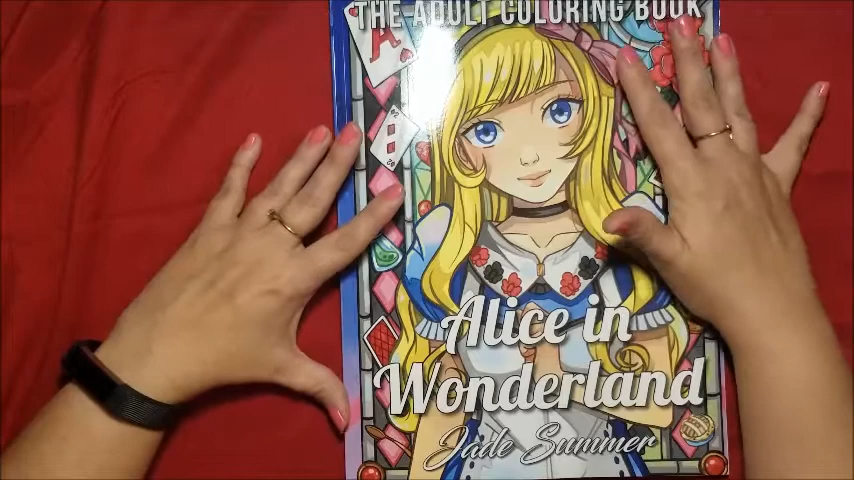 THE ADULT COLORING BOOK
A
Alice in
Wonderland
Jade Summer